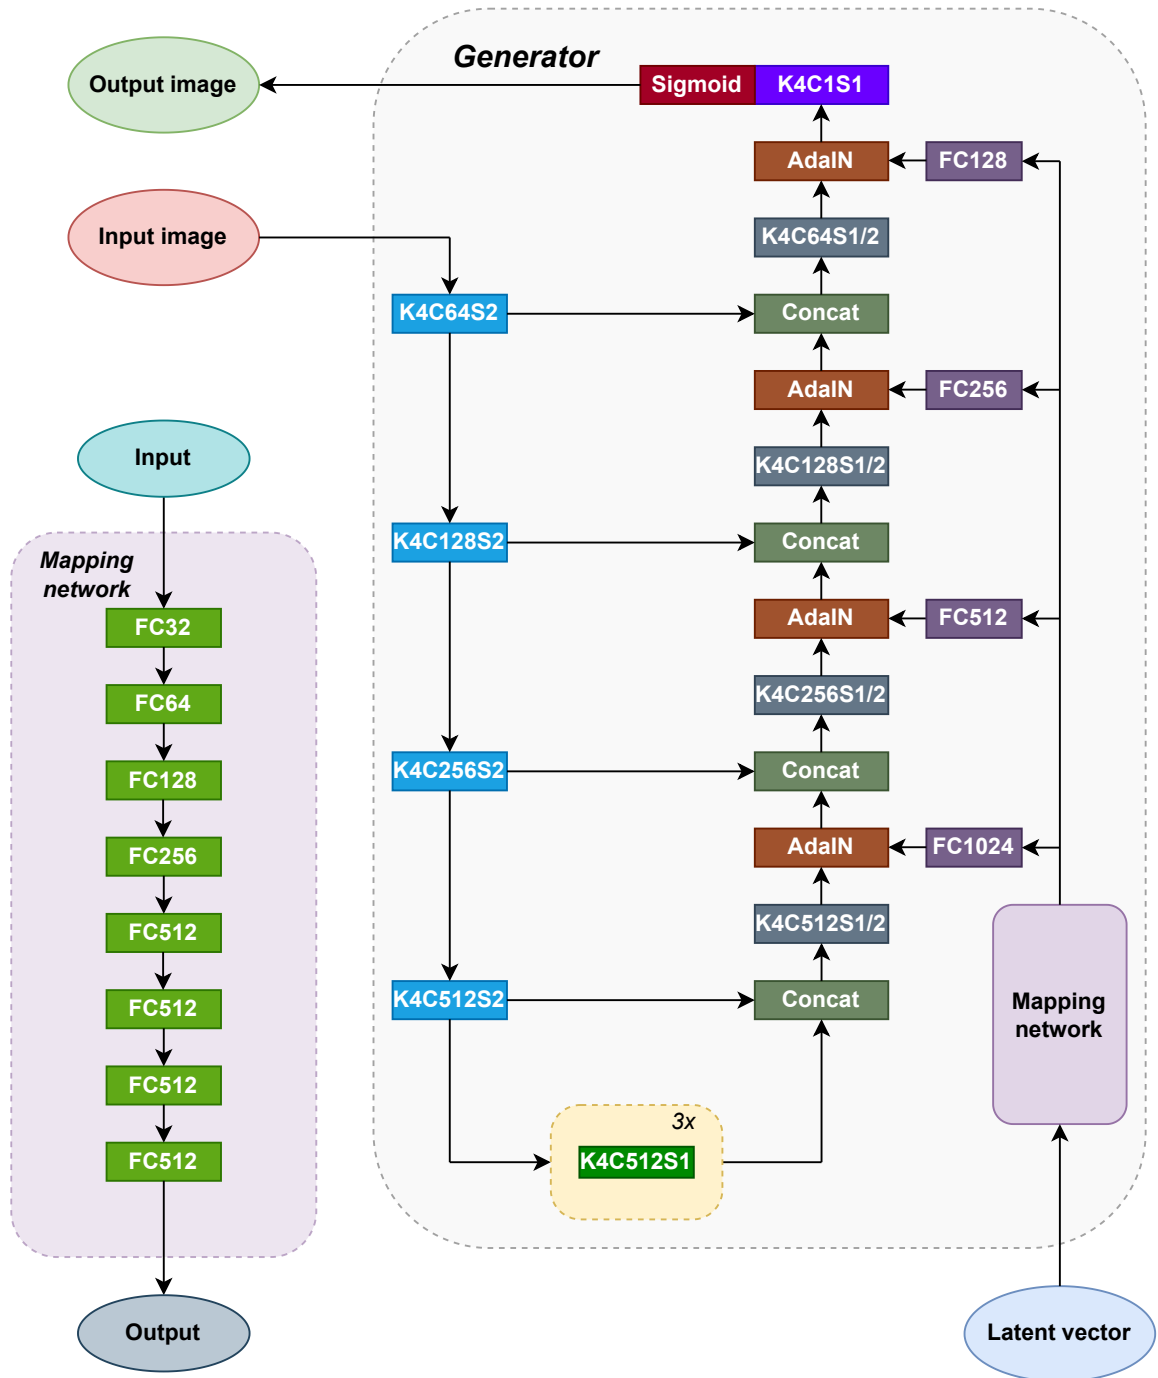 Generator
Output image
Sigmoid
K4C1S1
AdaIN
FC128
Input image
K4C64S1/2
K4C64S2
Concat
AdaIN
FC256
Input
K4C128S1/2
K4C128S2
Concat
Mapping
network
FC32
AdaIN
FC512
FC64
K4C256S1/2
FC128
K4C256S2
Concat
FC256
AdaIN
FC1024
FC512
K4C512S1/2
FC512
K4C512S2
Concat
Mapping
network
FC512
3x
FC512
K4C512S1
Output
Latent vector